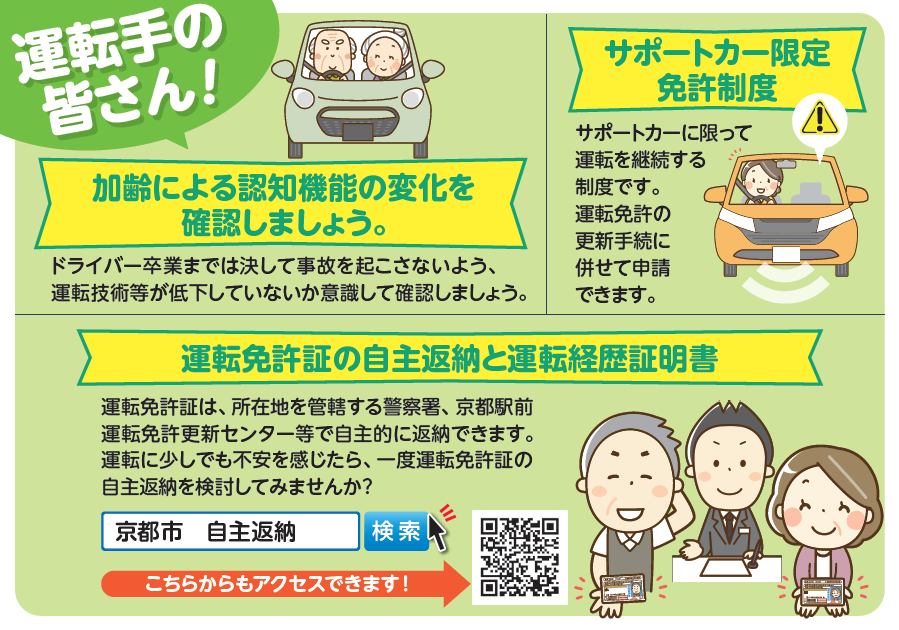 運転手の
皆さん!
加齢による認知機能の変化を
確認しましょう。
ドライバー卒業までは決して事故を起こさないよう、
運転技術等が低下していないか意識して確認しましょう。
サポートカー限定
免許制度
サポートカーに限って
運転を継続する
制度です。
運転免許の
更新手続に
併せて申請
できます。
運転免許証の自主返納と運転経歴証明書
運転免許証は、所在地を管轄する警察署、京都駅前
運転免許更新センター等で自主的に返納できます。
運転に少しでも不安を感じたら、一度運転免許証の
自主返納を検討してみませんか?
京都市 自主返納
検索
こちらからもアクセスできます!